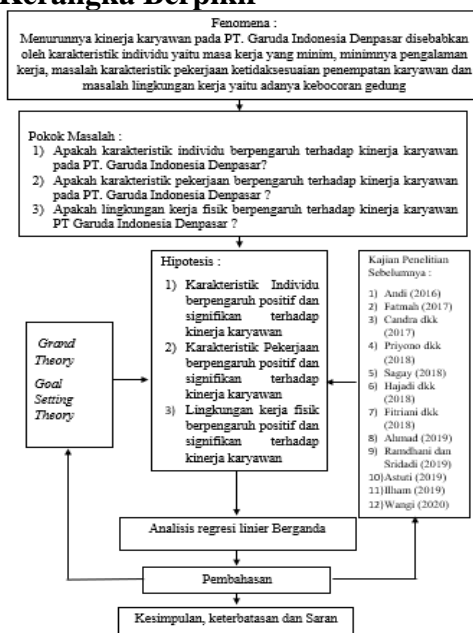 Kerangka Berpikir
Fenomena :
Menurunnya kinerja karyawan pada PT. Garuda Indonesia Denpasar disebabkan
oleh karakteristik individu yaitu masa kerja yang minim, minimnya pengalaman
kerja, masalah karakteristik pekerjaan ketidaksesuaian penempatan karyawan dan
masalah lingkungan kerja yaitu adanya kebocoran gedung
Pokok Masalah :
1) Apakah karakteristik individu berpengaruh terhadap kinerja karyawan
pada PT. Garuda Indonesia Denpasar?
2) Apakah karakteristik pekerjaan berpengaruh terhadap kinerja karyawan
pada PT. Garuda Indonesia Denpasar ?
3) Apakah lingkungan kerja fisik berpengaruh terhadap kinerja karyawan
PT Garuda Indonesia Denpasar ?
Grand
Theory
Goal
Setting
Theory
Hipotesis :
1) Karakteristik Individu
berpengaruh positif dan
signifikan terhadap
kinerja karyawan
2) Karakteristik Pekerjaan
berpengaruh positif dan
signifikan terhadap
kinerja karyawan
3) Lingkungan kerja fisik
berpengaruh positif dan
signifikan terhadap
kinerja karyawan
Kajian Penelitian
Sebelumnya :
1) Andi (2016)
2) Fatmah (2017)
3) Candra dkk
(2017)
4) Priyono dkk
(2018)
5) Sagay (2018)
6) Hajadi dkk
(2018)
7) Fitriani dkk
(2018)
8) Ahmad (2019)
9) Ramdhani dan
Sridadi (2019)
10)Astuti (2019)
11)Ilham (2019)
12)Wangi (2020)
Analisis regresi linier Berganda
Pembahasan
Kesimpulan, keterbatasan dan Saran